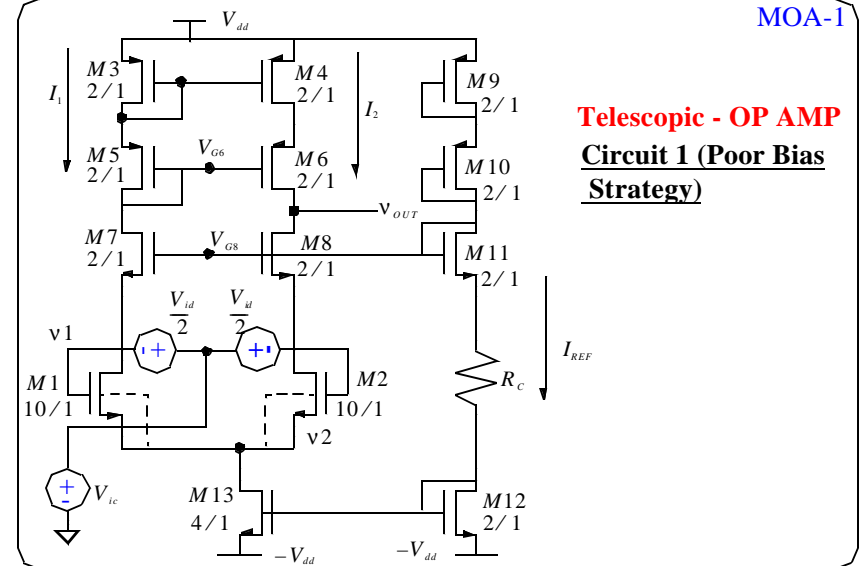 MOA-1
V_dd
Telescopic - OP AMP
Circuit 1 (Poor Bias
Strategy)
I_1
M3
2/1
M4
2/1
I_2
M9
2/1
M5
2/1
V_G6
M6
2/1
M10
2/1
ν_OUT
M7
2/1
V_G8
M8
2/1
M11
2/1
V_id
2
V_id
2
ν1
I_REF
M1
10/1
M2
10/1
R_C
ν2
+
-
V_ic
M13
4/1
M12
2/1
−V_dd
−V_dd